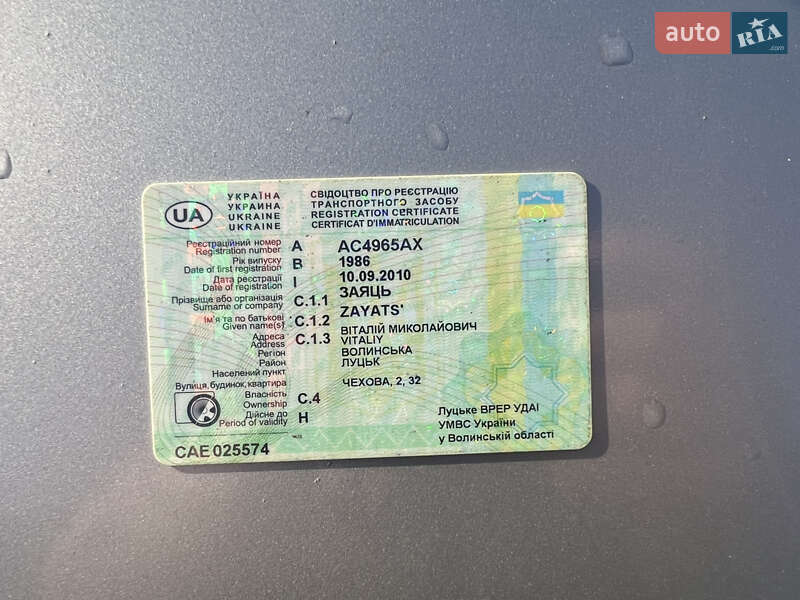 auto RIA .com
УКРАЇНА
УКРАИНА
UKRAINE
UKRAINE
UA
СВІДОЦТВО ПРО РЕЄСТРАЦІЮ
ТРАНСПОРТНОГО ЗАСОБУ
REGISTRATION CERTIFICATE
CERTIFICAT D'IMMATRICULATION
Реєстраційний номер
Registration number A AC4965AX
Рік випуску
Date of first registration B 1986
Дата реєстрації
Date of registration I 10.09.2010
Прізвище або організація
Surname or company C.1.1 ЗАЯЦЬ
ZAYATS'
Ім'я та по батькові
Given name(s) C.1.2 ВІТАЛІЙ МИКОЛАЙОВИЧ
VITALIY
Адреса
Address C.1.3
Регіон ВОЛИНСЬКА
Район ЛУЦЬК
Населений пункт
Вулиця, будинок, квартира ЧЕХОВА, 2, 32
Власність
Ownership C.4
Дійсне до
Period of validity H
Луцьке ВРЕР УДАІ
УМВС України
у Волинській області
CAE 025574